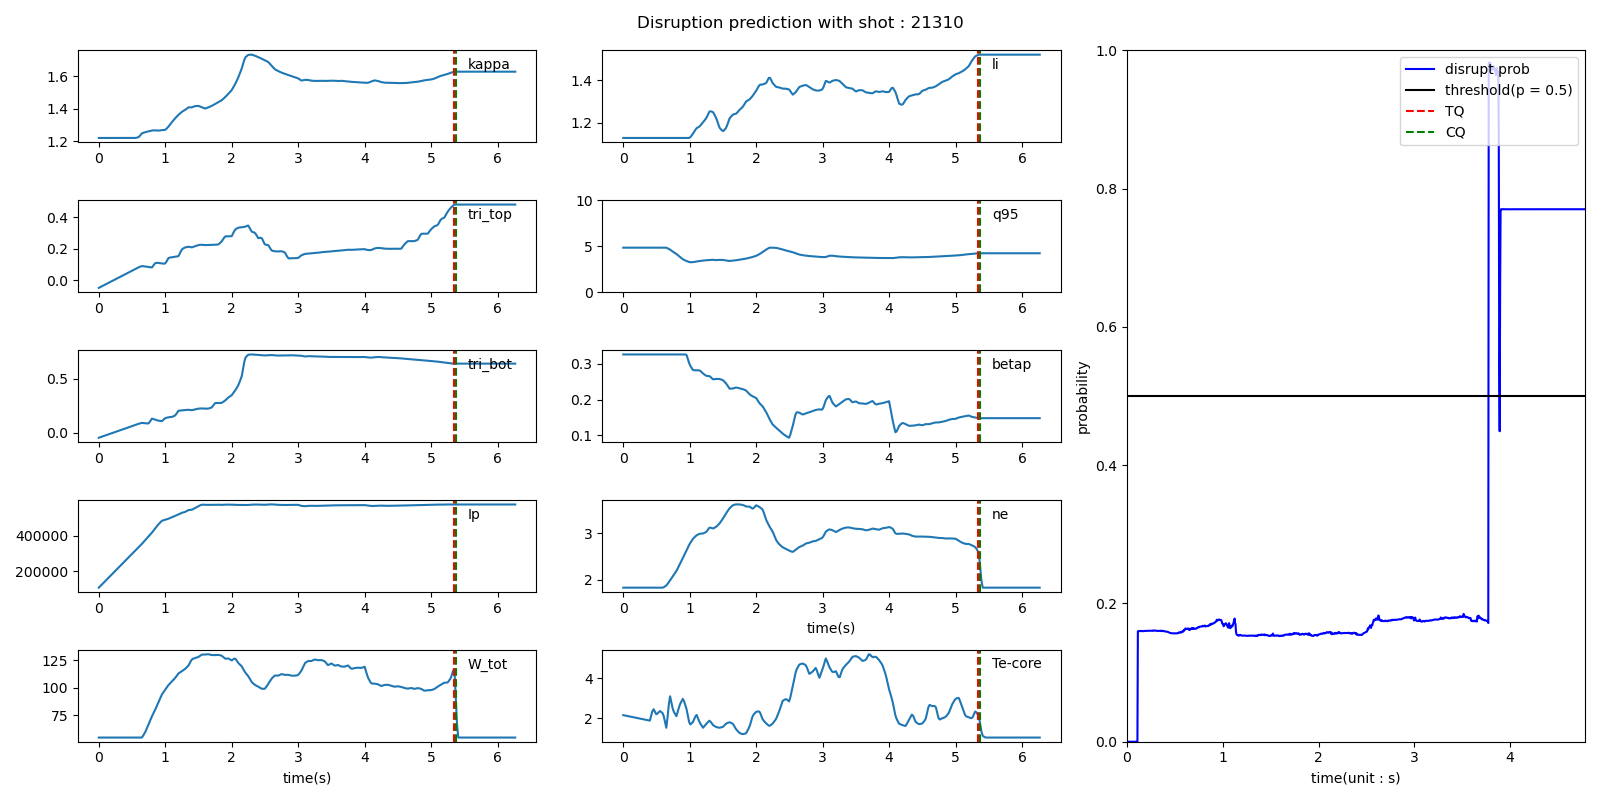 Disruption prediction with shot : 21310
kappa
1.6
1.4
1.2
0 1 2 3 4 5 6
li
1.4
1.2
0 1 2 3 4 5 6
tri_top
0.4
0.2
0.0
0 1 2 3 4 5 6
q95
10
5
0
0 1 2 3 4 5 6
tri_bot
0.5
0.0
0 1 2 3 4 5 6
betap
0.3
0.2
0.1
0 1 2 3 4 5 6
Ip
400000
200000
0 1 2 3 4 5 6
ne
3
2
0 1 2 3 4 5 6
time(s)
W_tot
125
100
75
0 1 2 3 4 5 6
time(s)
Te-core
4
2
0 1 2 3 4 5 6
disrupt prob
threshold(p = 0.5)
TQ
CQ
1.0
0.8
0.6
0.4
0.2
0.0
probability
0 1 2 3 4
time(unit : s)